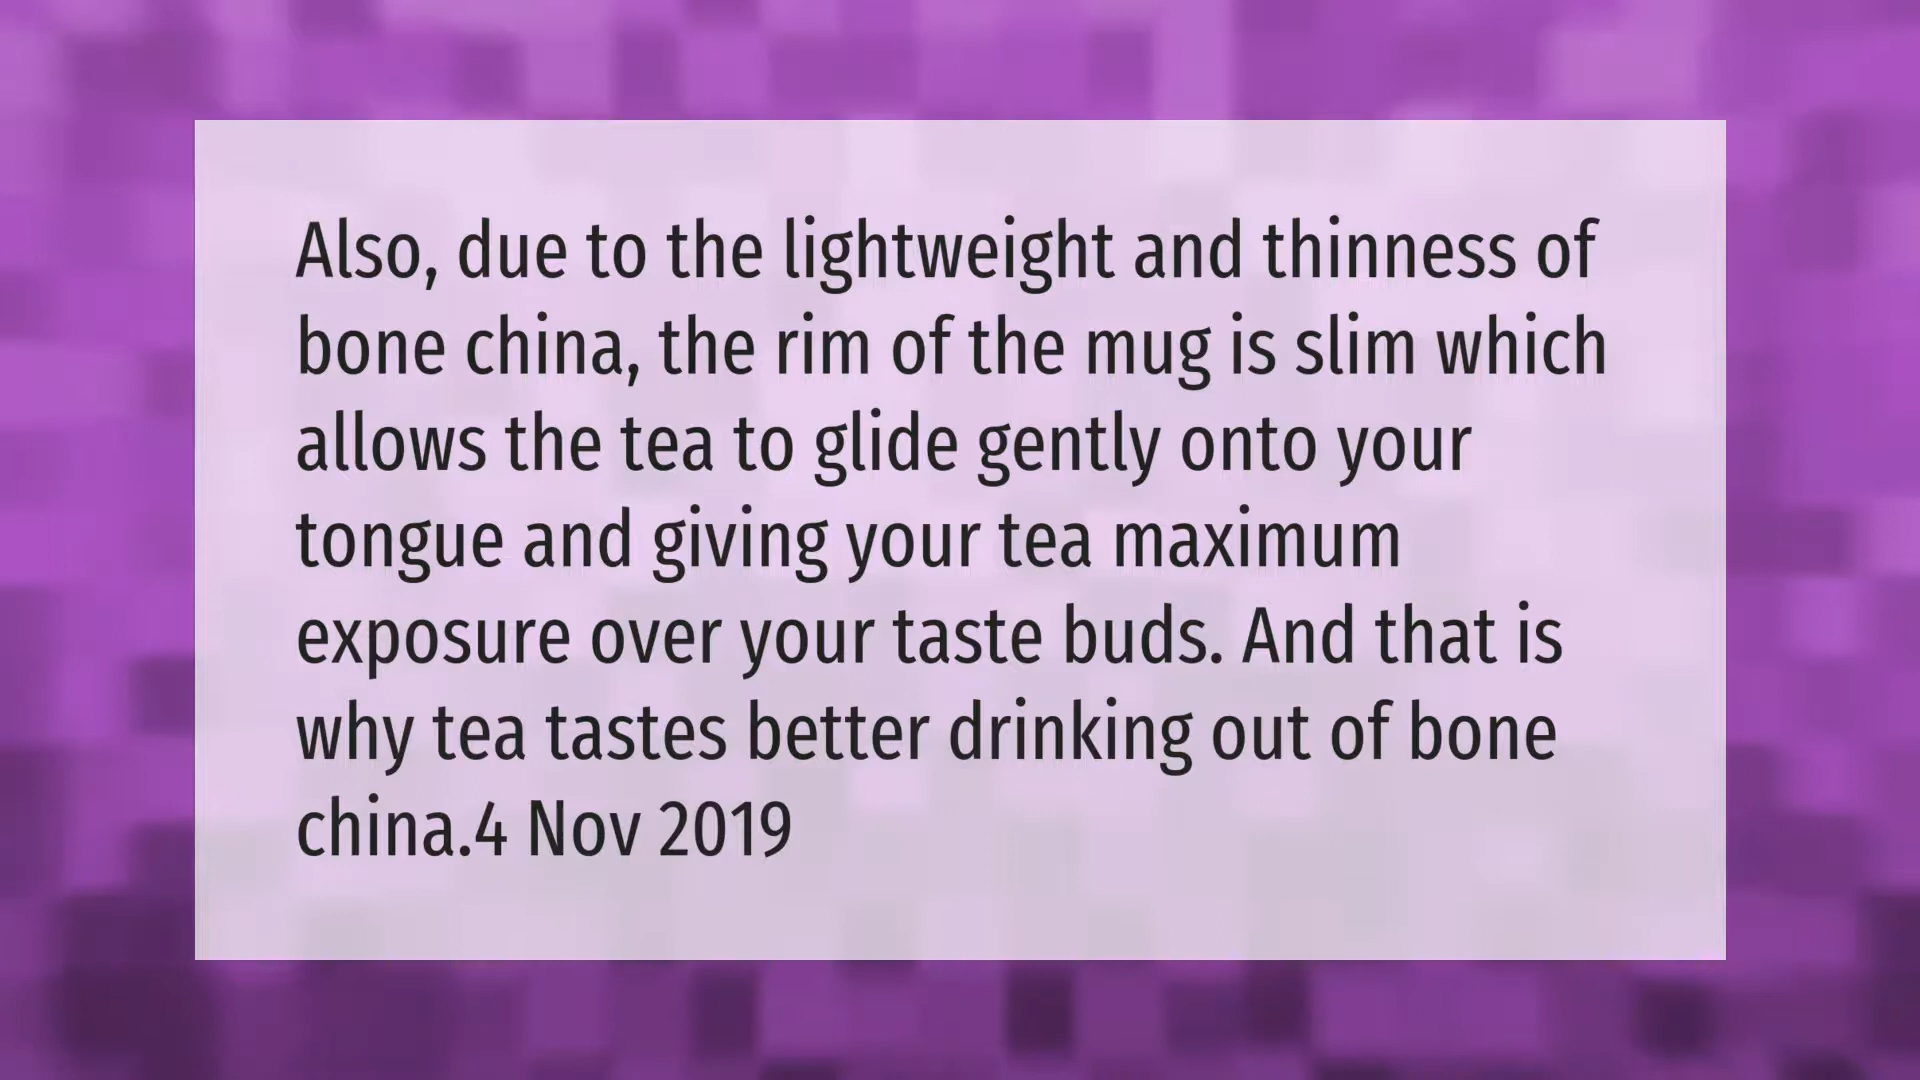 Also, due to the lightweight and thinness of
bone china, the rim of the mug is slim which
allows the tea to glide gently onto your
tongue and giving your tea maximum
exposure over your taste buds. And that is
why tea tastes better drinking out of bone
china.4 Nov 2019